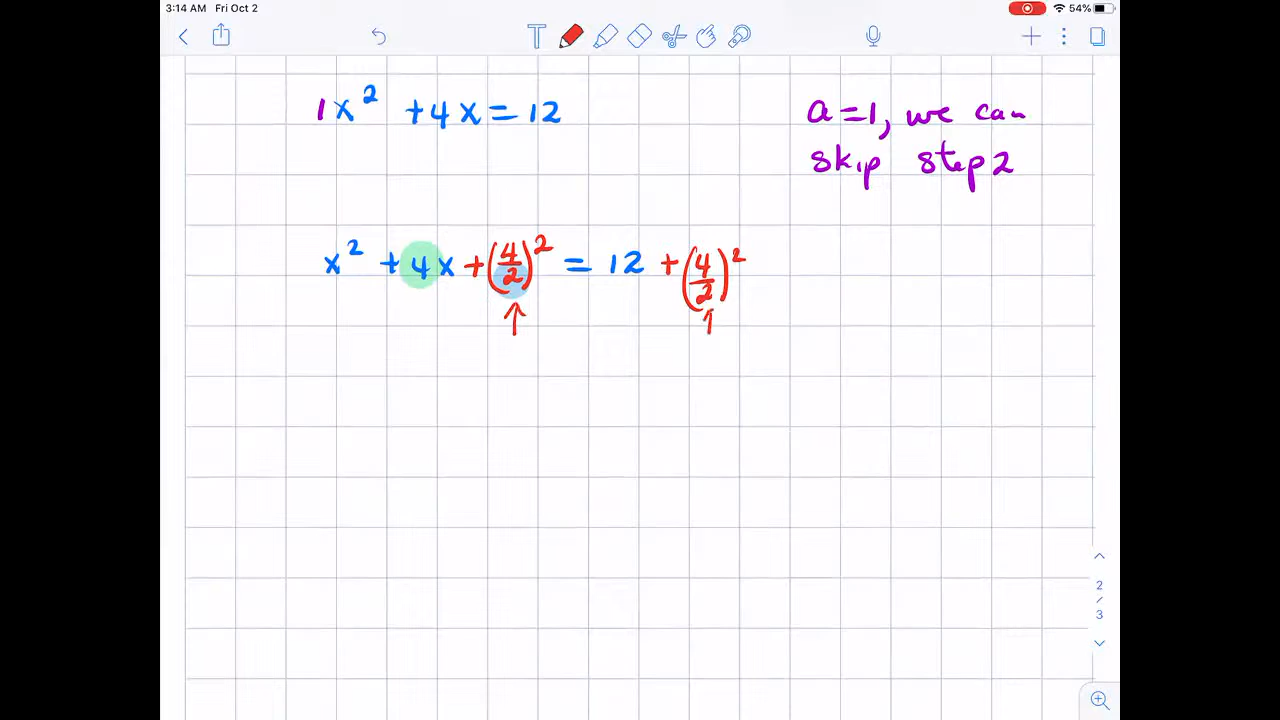 3:14 AM Fri Oct 2
54%
T
1x² + 4x = 12
a = 1, we can
skip step 2
x² + 4x + (4/2)² = 12 + (4/2)²
↑ ↑
2
/
3